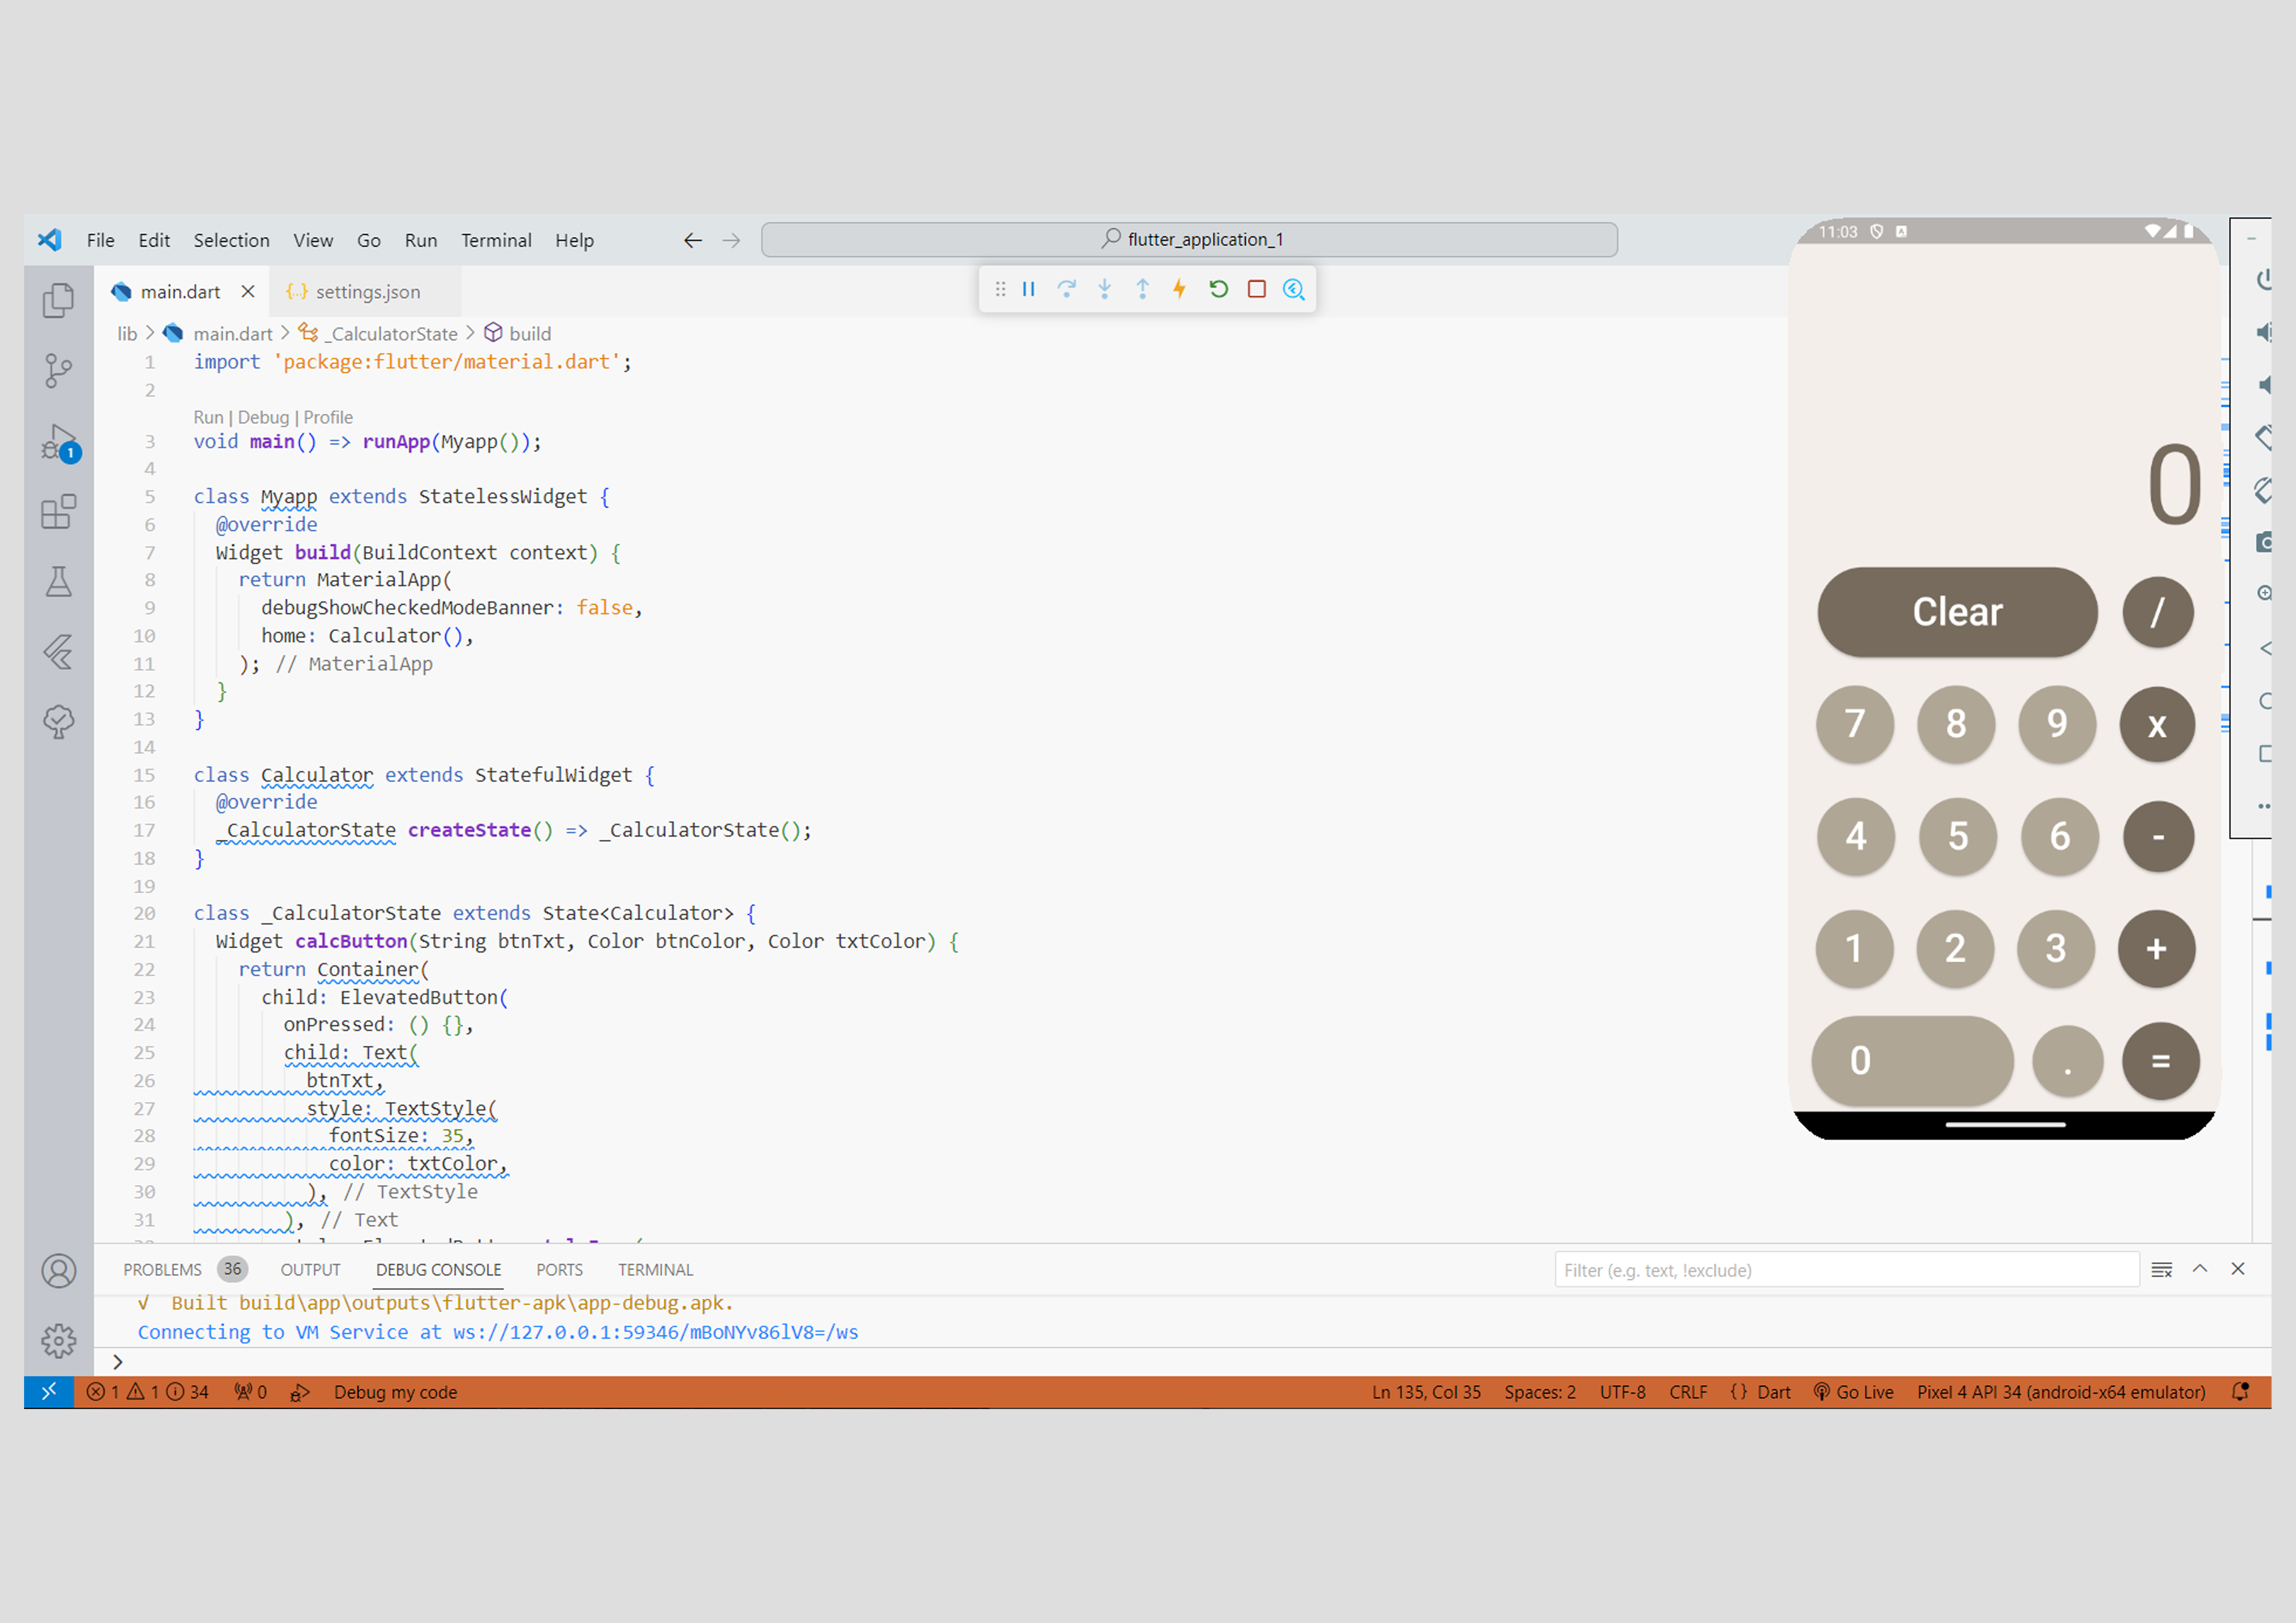 File Edit Selection View Go Run Terminal Help
flutter_application_1
main.dart
settings.json
lib > main.dart > _CalculatorState > build
1 import 'package:flutter/material.dart';
2
Run | Debug | Profile
3 void main() => runApp(Myapp());
4
5 class Myapp extends StatelessWidget {
6 @override
7 Widget build(BuildContext context) {
8 return MaterialApp(
9 debugShowCheckedModeBanner: false,
10 home: Calculator(),
11 ); // MaterialApp
12 }
13 }
14
15 class Calculator extends StatefulWidget {
16 @override
17 _CalculatorState createState() => _CalculatorState();
18 }
19
20 class _CalculatorState extends State<Calculator> {
21 Widget calcButton(String btnTxt, Color btnColor, Color txtColor) {
22 return Container(
23 child: ElevatedButton(
24 onPressed: () {},
25 child: Text(
26 btnTxt,
27 style: TextStyle(
28 fontSize: 35,
29 color: txtColor,
30 ), // TextStyle
31 ), // Text
1
11:03
0
Clear /
7 8 9 x
4 5 6 -
1 2 3 +
0 . =
PROBLEMS 36 OUTPUT DEBUG CONSOLE PORTS TERMINAL
Filter (e.g. text, !exclude)
√ Built build\app\outputs\flutter-apk\app-debug.apk.
Connecting to VM Service at ws://127.0.0.1:59346/mBoNYv86lV8=/ws
>
1 1 34 0 Debug my code
Ln 135, Col 35 Spaces: 2 UTF-8 CRLF {} Dart Go Live Pixel 4 API 34 (android-x64 emulator)